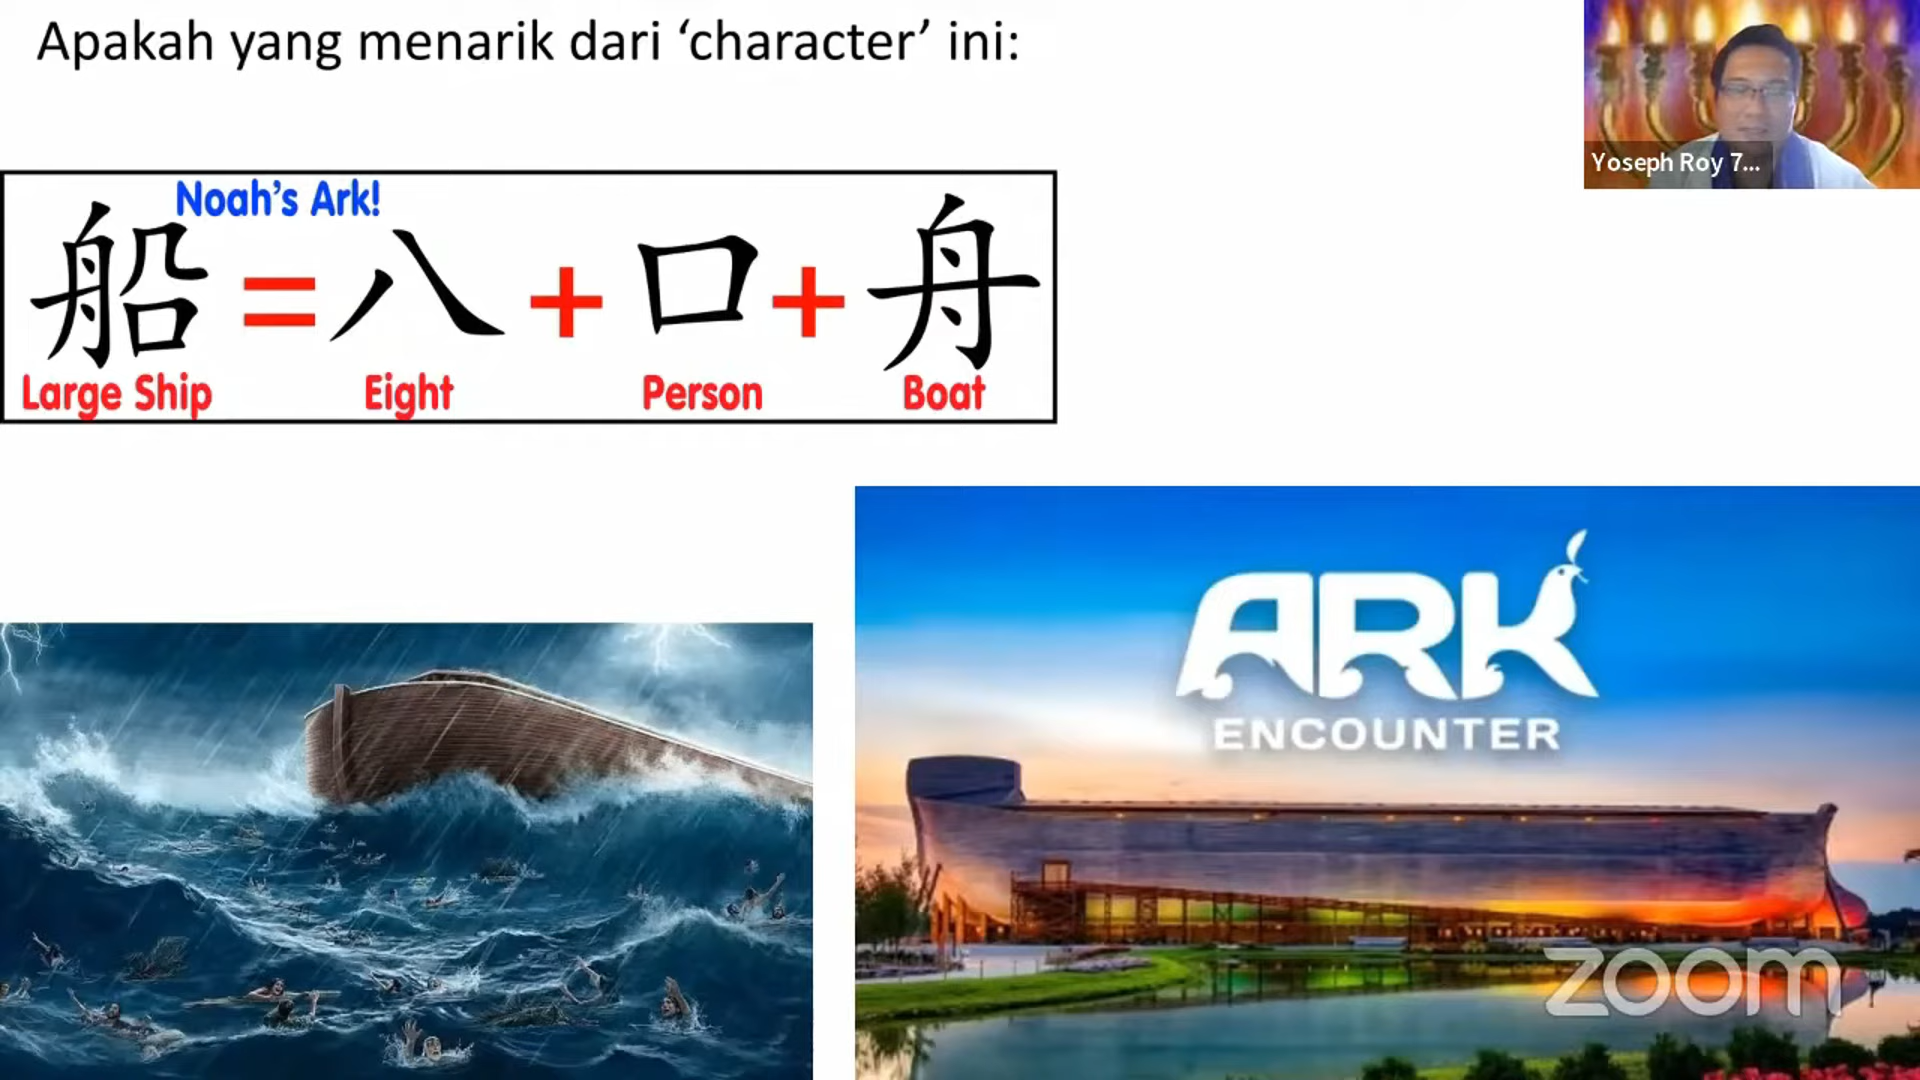 Apakah yang menarik dari ‘character’ ini:
Yoseph Roy 7...
Noah’s Ark!
船 = 八 + 口 + 舟
Large Ship Eight Person Boat
ARK
ENCOUNTER
zoom